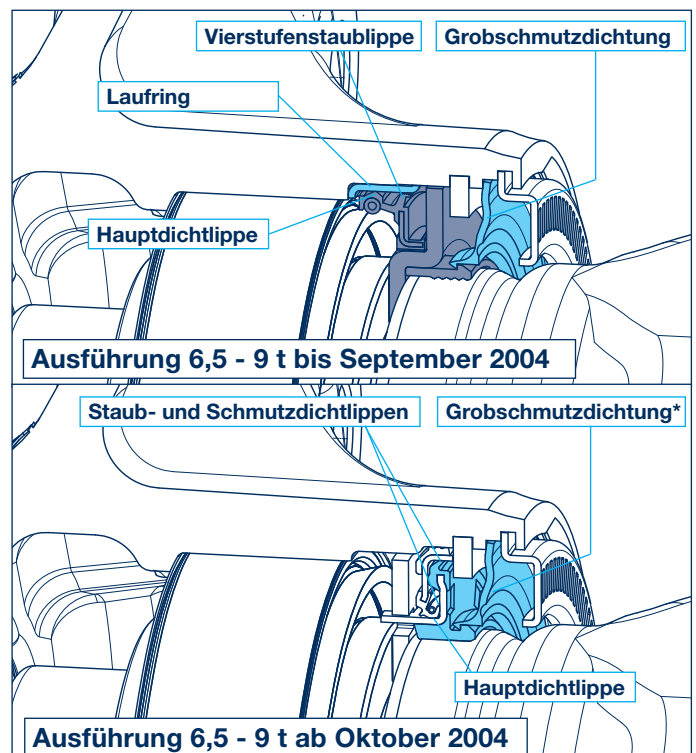 Vierstufenstaublippe
Grobschmutzdichtung
Laufring
Hauptdichtlippe
Ausführung 6,5 - 9 t bis September 2004
Staub- und Schmutzdichtlippen
Grobschmutzdichtung*
Hauptdichtlippe
Ausführung 6,5 - 9 t ab Oktober 2004